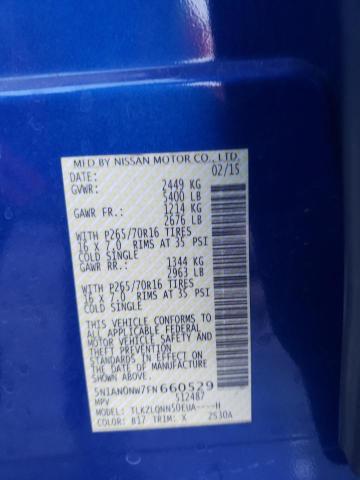 MFD BY NISSAN MOTOR CO., LTD.
DATE: 02/15
GVWR: 2449 KG
5400 LB
GAWR FR.: 1214 KG
2676 LB
WITH P265/70R16 TIRES
16 X 7.0 RIMS AT 35 PSI
COLD SINGLE
GAWR RR.: 1344 KG
2963 LB
WITH P265/70R16 TIRES
16 X 7.0 RIMS AT 35 PSI
COLD SINGLE
THIS VEHICLE CONFORMS TO
ALL APPLICABLE FEDERAL
MOTOR VEHICLE SAFETY AND
THEFT PREVENTION STANDARDS
IN EFFECT ON THE DATE OF
MANUFACTURE SHOWN ABOVE.
5N1AN0NW7FN660529
MPV 512487
MODEL: TLKZLQNN50EUA----H
COLOR: B17 TRIM: X 2S30A